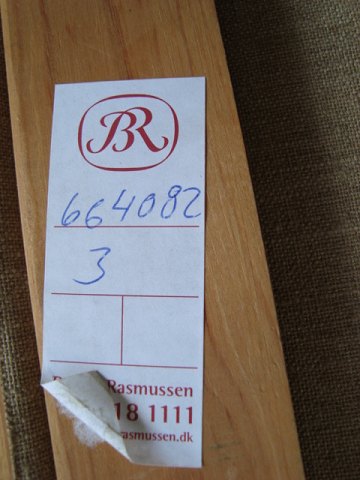 BR
664082
3
Rasmussen
18 1111
rasmussen.dk